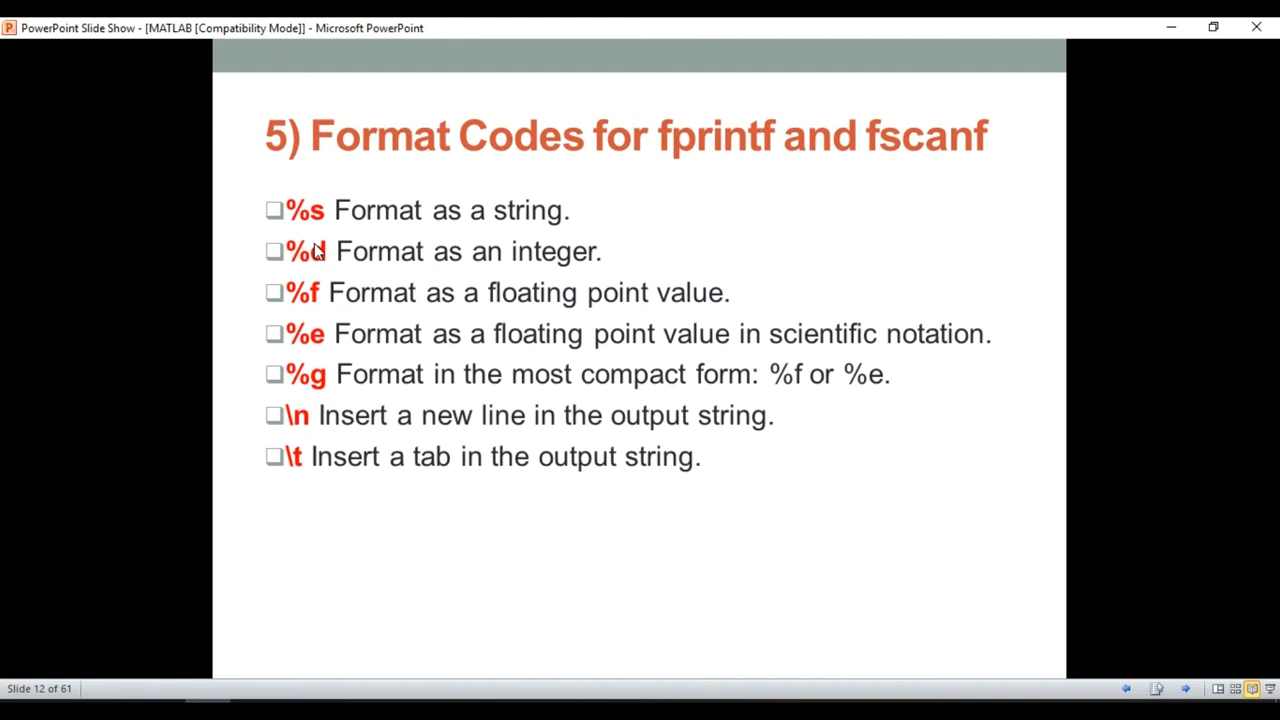 PowerPoint Slide Show - [MATLAB [Compatibility Mode]] - Microsoft PowerPoint
5) Format Codes for fprintf and fscanf
%s Format as a string.
%d Format as an integer.
%f Format as a floating point value.
%e Format as a floating point value in scientific notation.
%g Format in the most compact form: %f or %e.
\n Insert a new line in the output string.
\t Insert a tab in the output string.
Slide 12 of 61